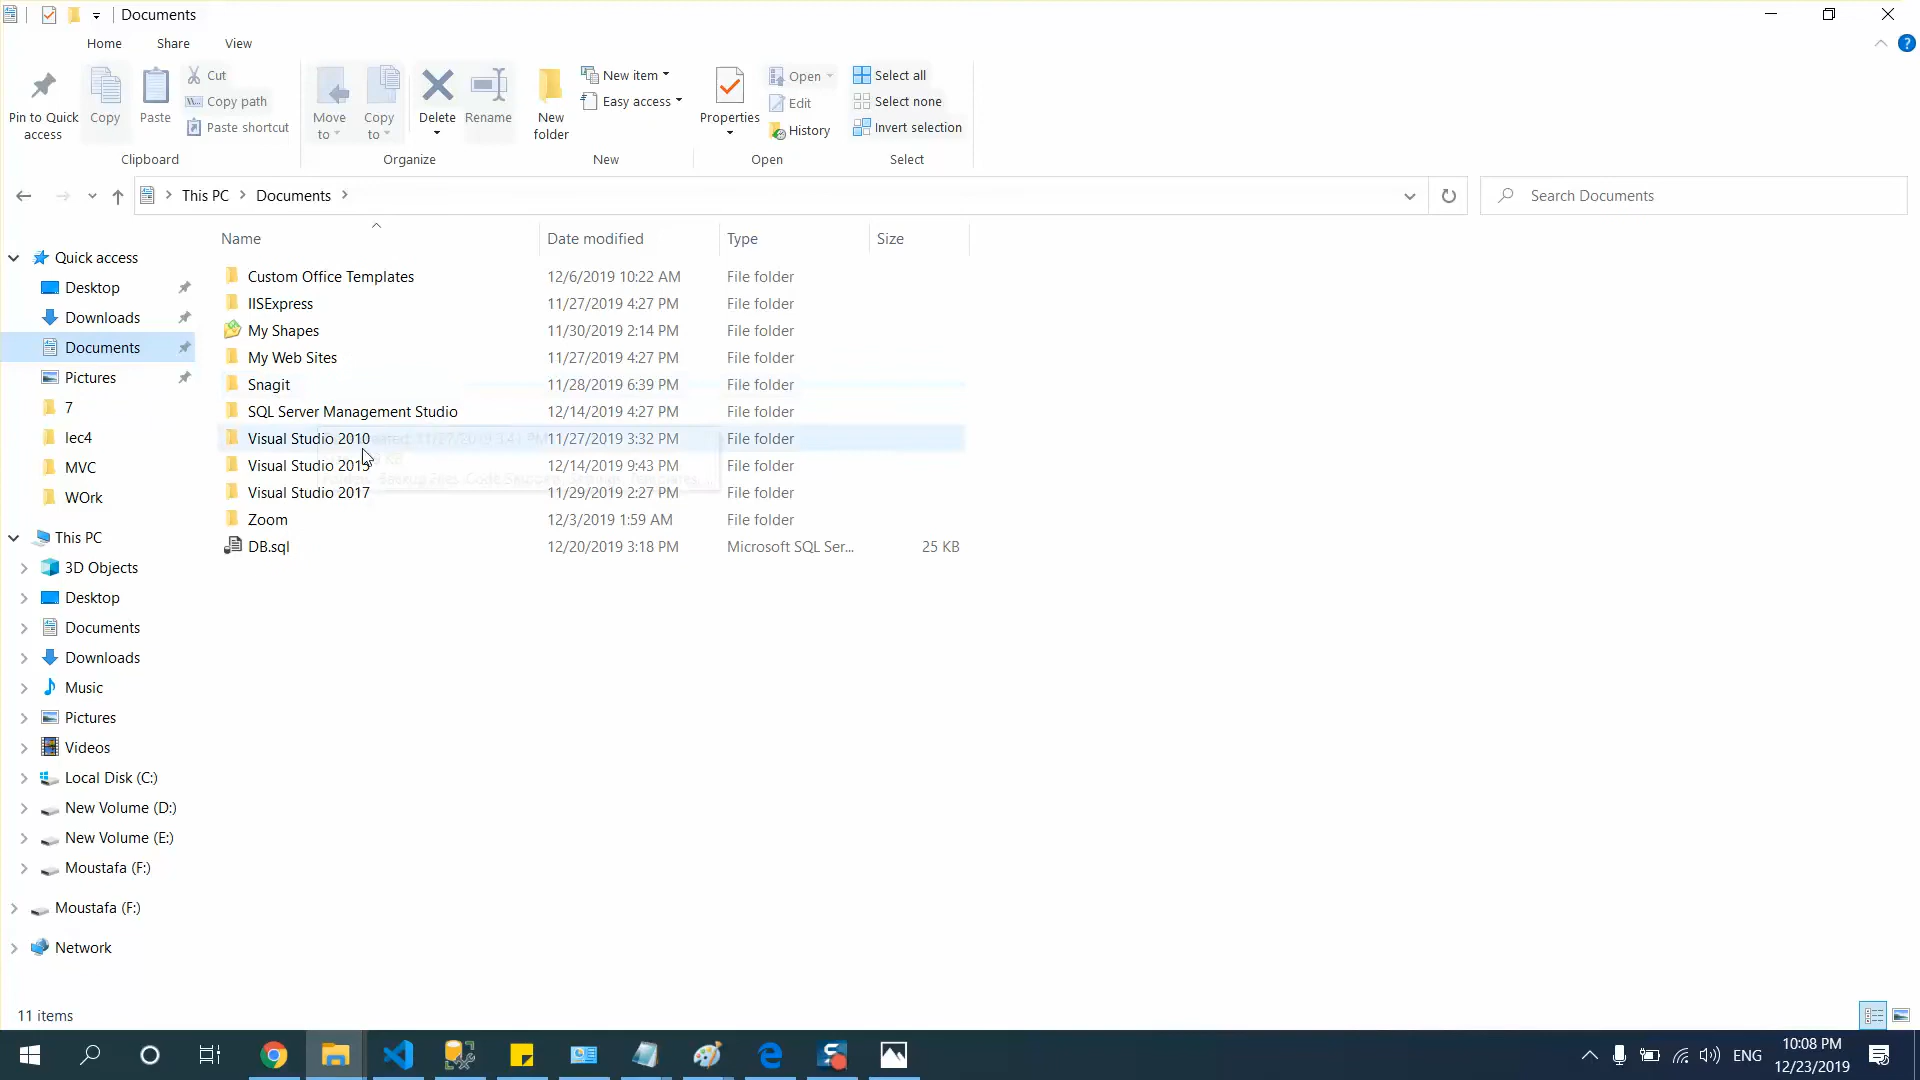 Documents
Home Share View
Pin to Quick access Copy Paste Cut Copy path Paste shortcut
Clipboard
Move to Copy to Delete Rename
Organize
New folder New item Easy access
New
Properties Open Edit History
Open
Select all Select none Invert selection
Select
This PC Documents
Search Documents
Name Date modified Type Size
Custom Office Templates 12/6/2019 10:22 AM File folder
IISExpress 11/27/2019 4:27 PM File folder
My Shapes 11/30/2019 2:14 PM File folder
My Web Sites 11/27/2019 4:27 PM File folder
Snagit 11/28/2019 6:39 PM File folder
SQL Server Management Studio 12/14/2019 4:27 PM File folder
Visual Studio 2010 11/27/2019 3:32 PM File folder
Visual Studio 2015 12/14/2019 9:43 PM File folder
Visual Studio 2017 11/29/2019 2:27 PM File folder
Zoom 12/3/2019 1:59 AM File folder
DB.sql 12/20/2019 3:18 PM Microsoft SQL Ser... 25 KB
Quick access
Desktop
Downloads
Documents
Pictures
7
lec4
MVC
WOrk
This PC
3D Objects
Desktop
Documents
Downloads
Music
Pictures
Videos
Local Disk (C:)
New Volume (D:)
New Volume (E:)
Moustafa (F:)
Moustafa (F:)
Network
11 items
ENG
10:08 PM
12/23/2019